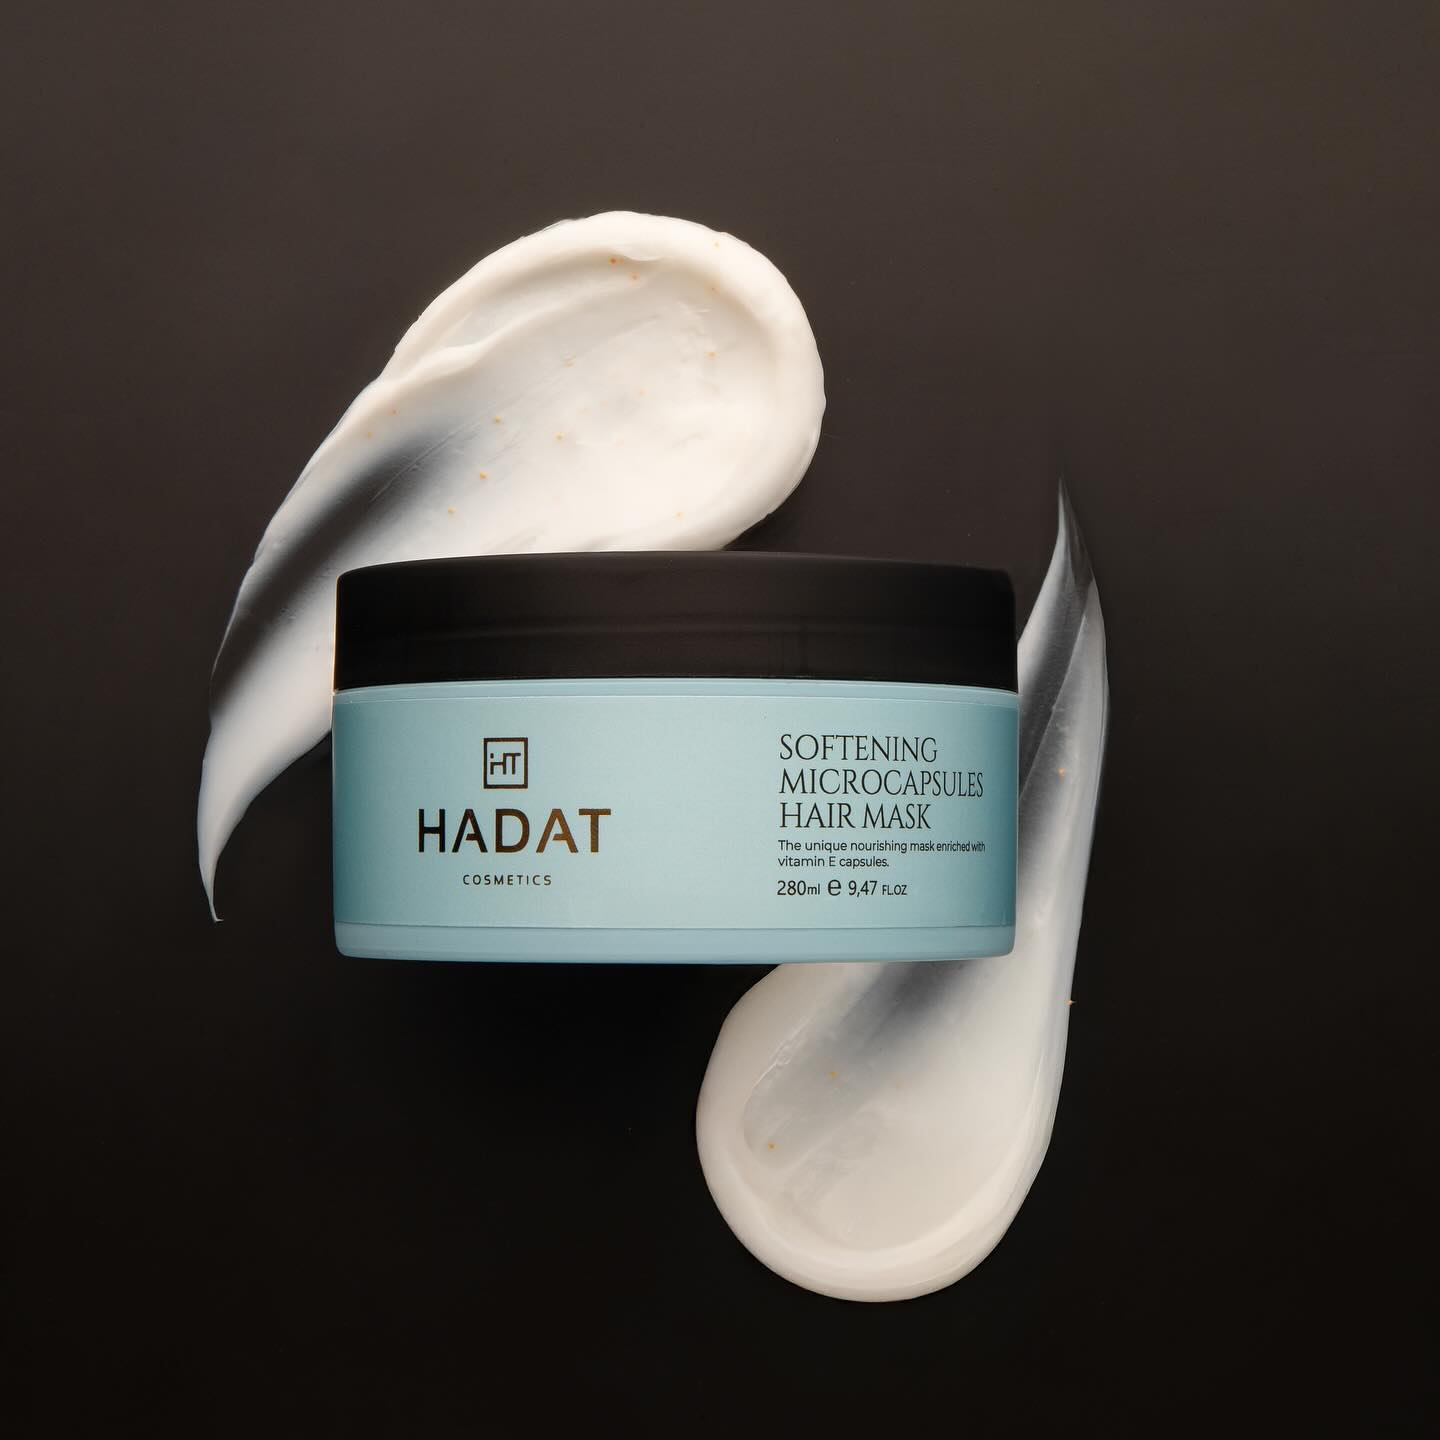 HT
HADAT
COSMETICS
SOFTENING
MICROCAPSULES
HAIR MASK
The unique nourishing mask enriched with
vitamin E capsules.
280ml e 9,47 FL.OZ